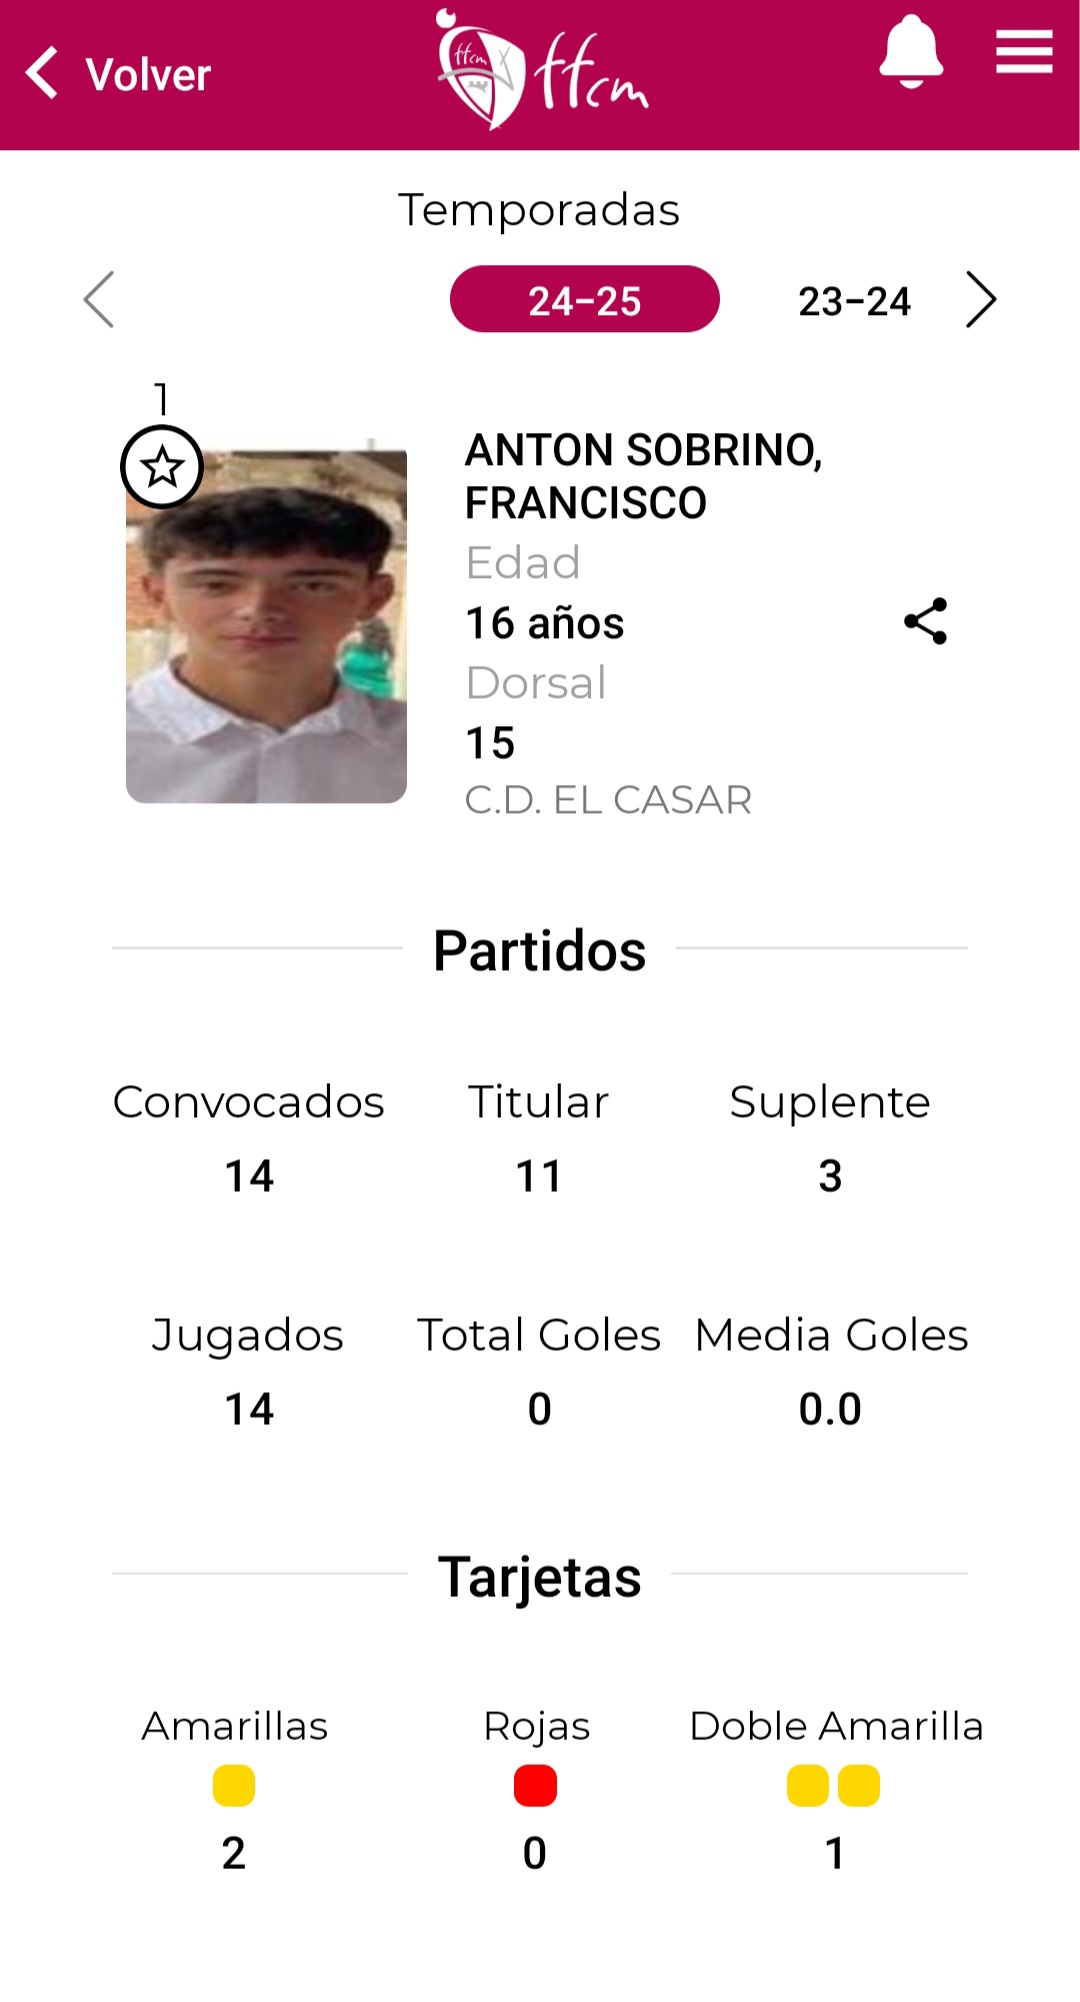 Volver
ffcm
ffcm
Temporadas
24-25
23-24
1
ANTON SOBRINO,
FRANCISCO
Edad
16 años
Dorsal
15
C.D. EL CASAR
Partidos
Convocados Titular Suplente
14 11 3
Jugados Total Goles Media Goles
14 0 0.0
Tarjetas
Amarillas Rojas Doble Amarilla
2 0 1